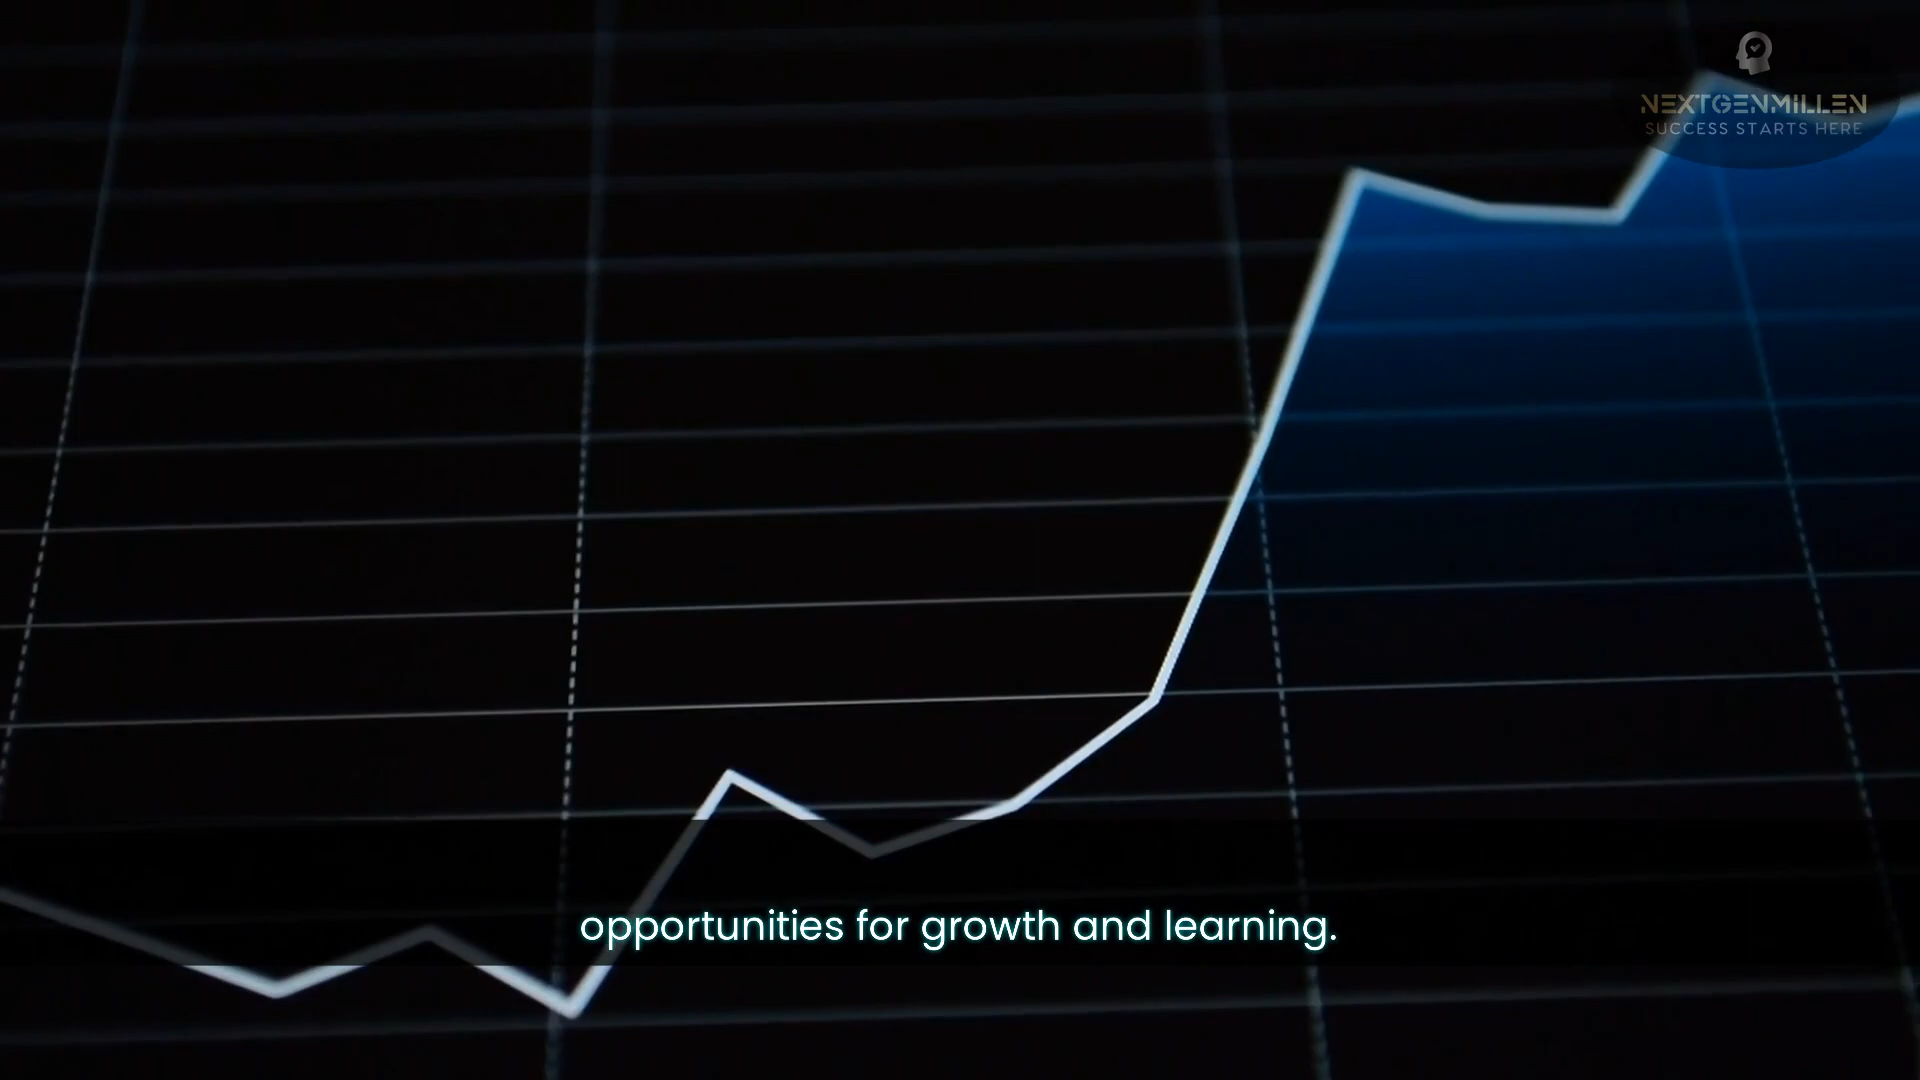 NEXTGENMILLEN
SUCCESS STARTS HERE
opportunities for growth and learning.